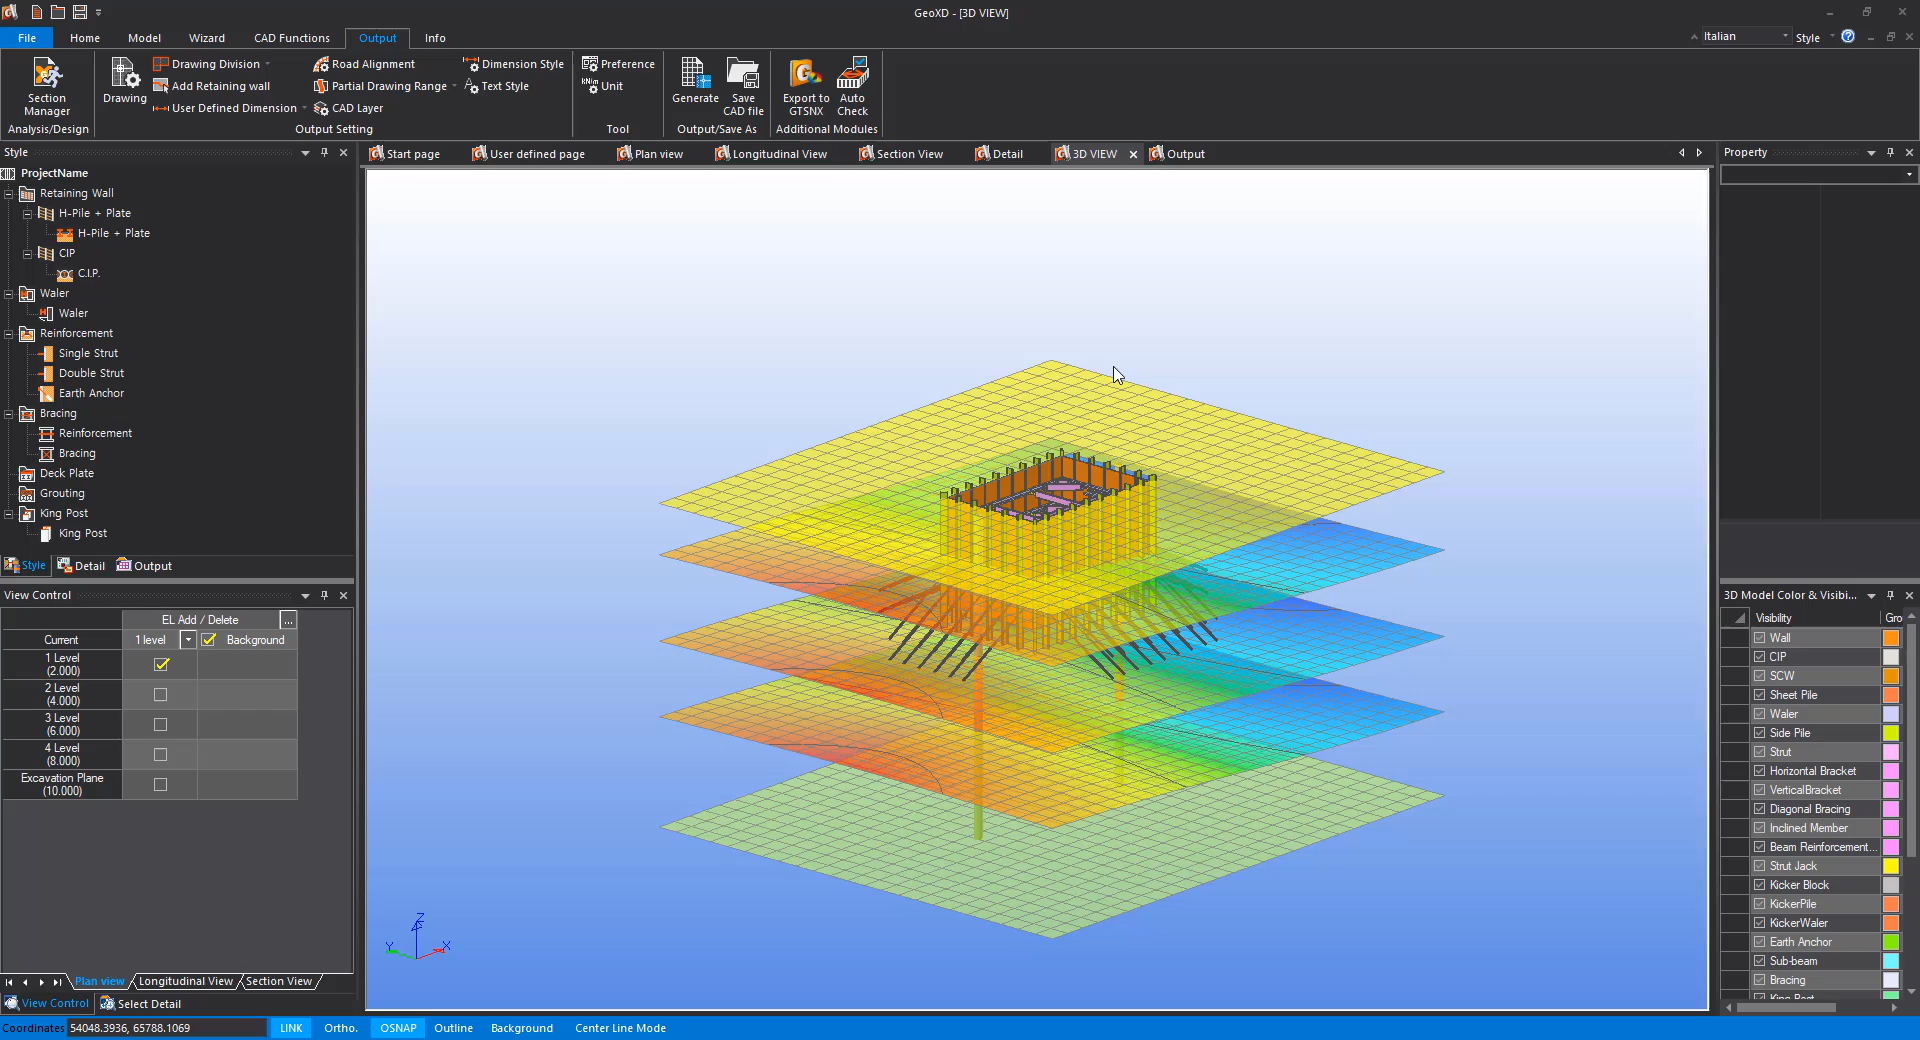 GeoXD - [3D VIEW]
File Home Model Wizard CAD Functions Output Info
Italian Style
Section Manager
Analysis/Design
Drawing
Drawing Division
Add Retaining wall
User Defined Dimension
Road Alignment
Partial Drawing Range
CAD Layer
Dimension Style
Text Style
Output Setting
Preference
Unit
Tool
Generate
Save CAD file
Output/Save As
Export to GTSNX
Auto Check
Additional Modules
Style
ProjectName
Retaining Wall
H-Pile + Plate
H-Pile + Plate
CIP
C.I.P.
Waler
Waler
Reinforcement
Single Strut
Double Strut
Earth Anchor
Bracing
Reinforcement
Bracing
Deck Plate
Grouting
King Post
King Post
Style Detail Output
View Control
EL Add / Delete ...
Current 1 level Background
1 Level
(2.000)
2 Level
(4.000)
3 Level
(6.000)
4 Level
(8.000)
Excavation Plane
(10.000)
Plan view Longitudinal View Section View
View Control Select Detail
Start page User defined page Plan view Longitudinal View Section View Detail 3D VIEW Output
Z
Y
X
Property
3D Model Color & Visibi...
Visibility Gro
Wall
CIP
SCW
Sheet Pile
Waler
Side Pile
Strut
Horizontal Bracket
VerticalBracket
Diagonal Bracing
Inclined Member
Beam Reinforcement...
Strut Jack
Kicker Block
KickerPile
KickerWaler
Earth Anchor
Sub-beam
Bracing
King Post
Coordinates 54048.3936, 65788.1069 LINK Ortho. OSNAP Outline Background Center Line Mode